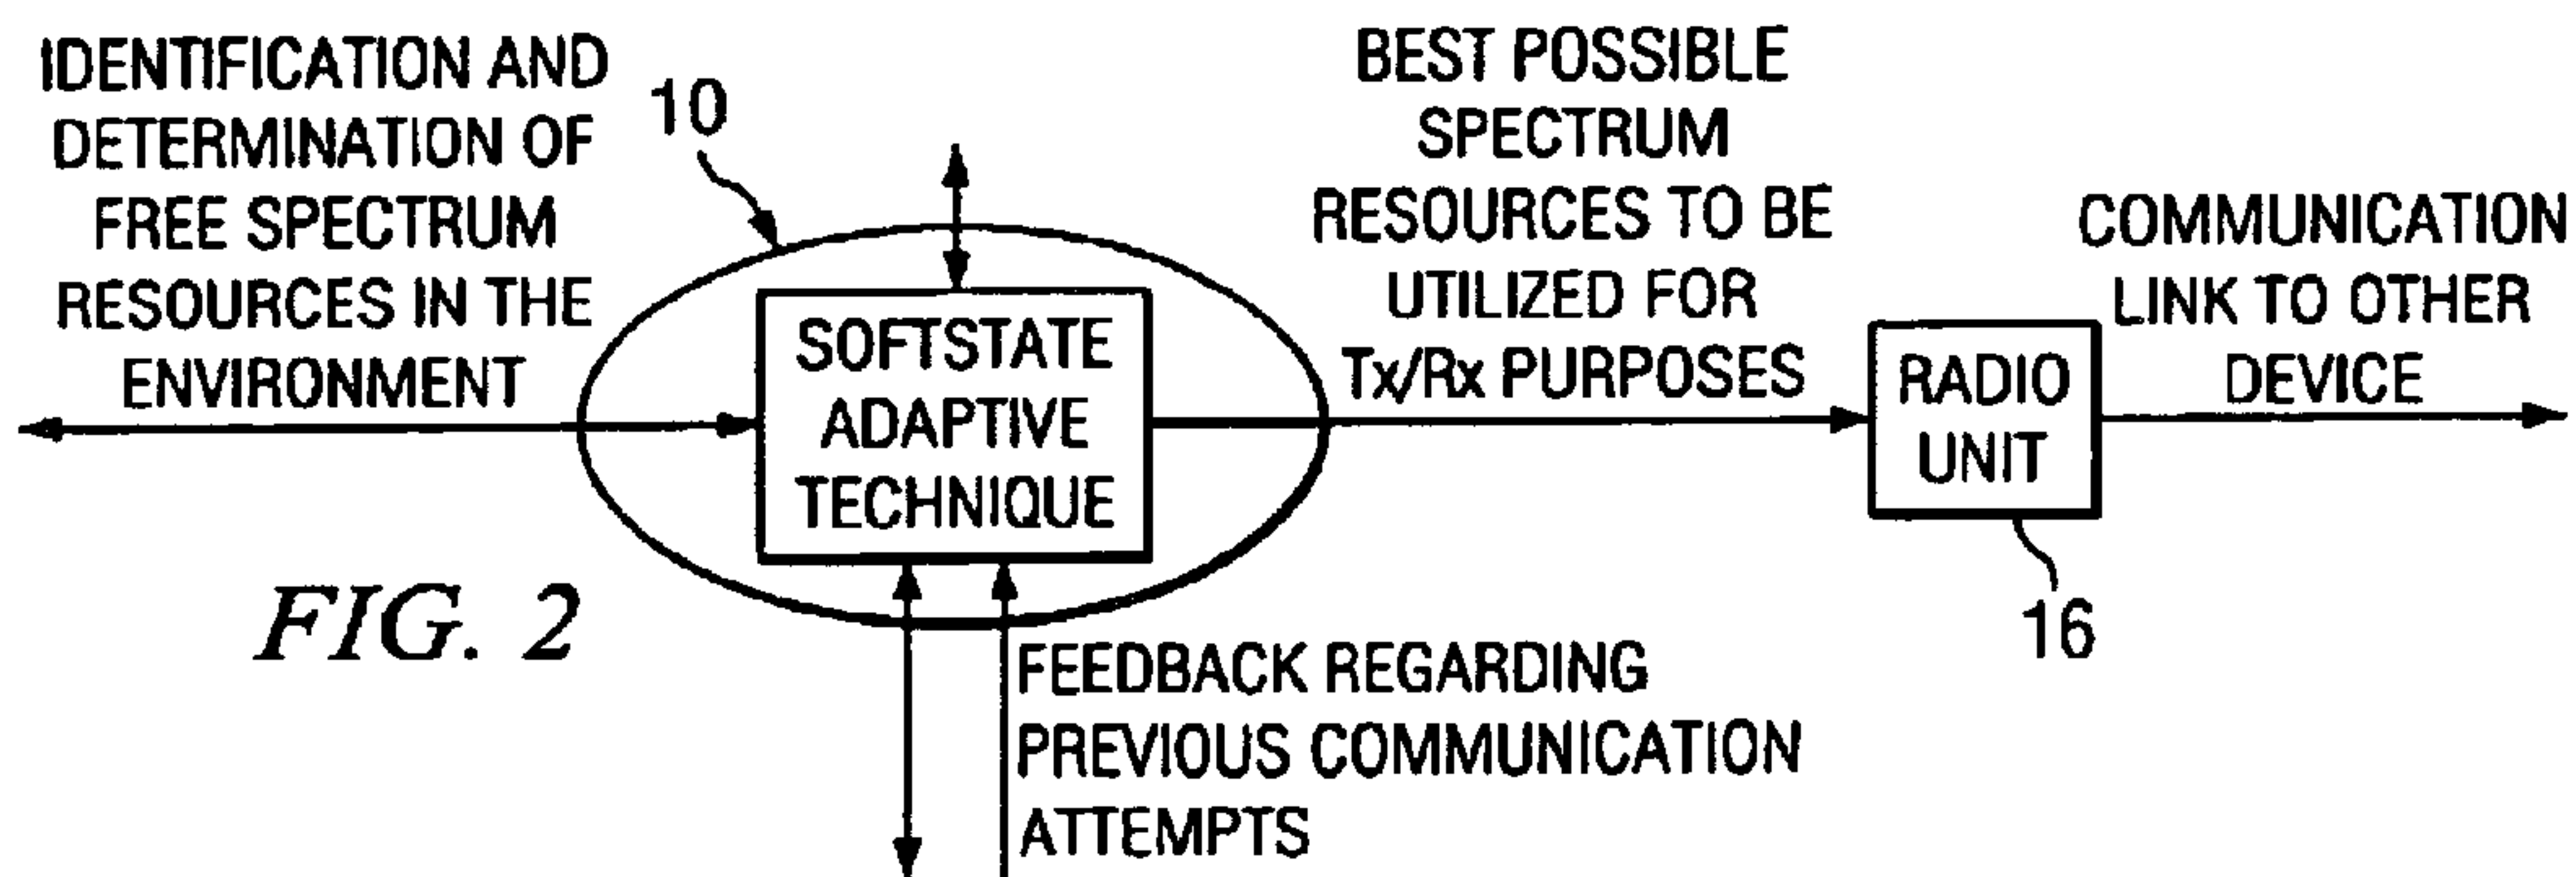 IDENTIFICATION AND
DETERMINATION OF
FREE SPECTRUM
RESOURCES IN THE
ENVIRONMENT
10
SOFTSTATE
ADAPTIVE
TECHNIQUE
BEST POSSIBLE
SPECTRUM
RESOURCES TO BE
UTILIZED FOR
Tx/Rx PURPOSES
RADIO
UNIT
16
COMMUNICATION
LINK TO OTHER
DEVICE
FEEDBACK REGARDING
PREVIOUS COMMUNICATION
ATTEMPTS
FIG. 2